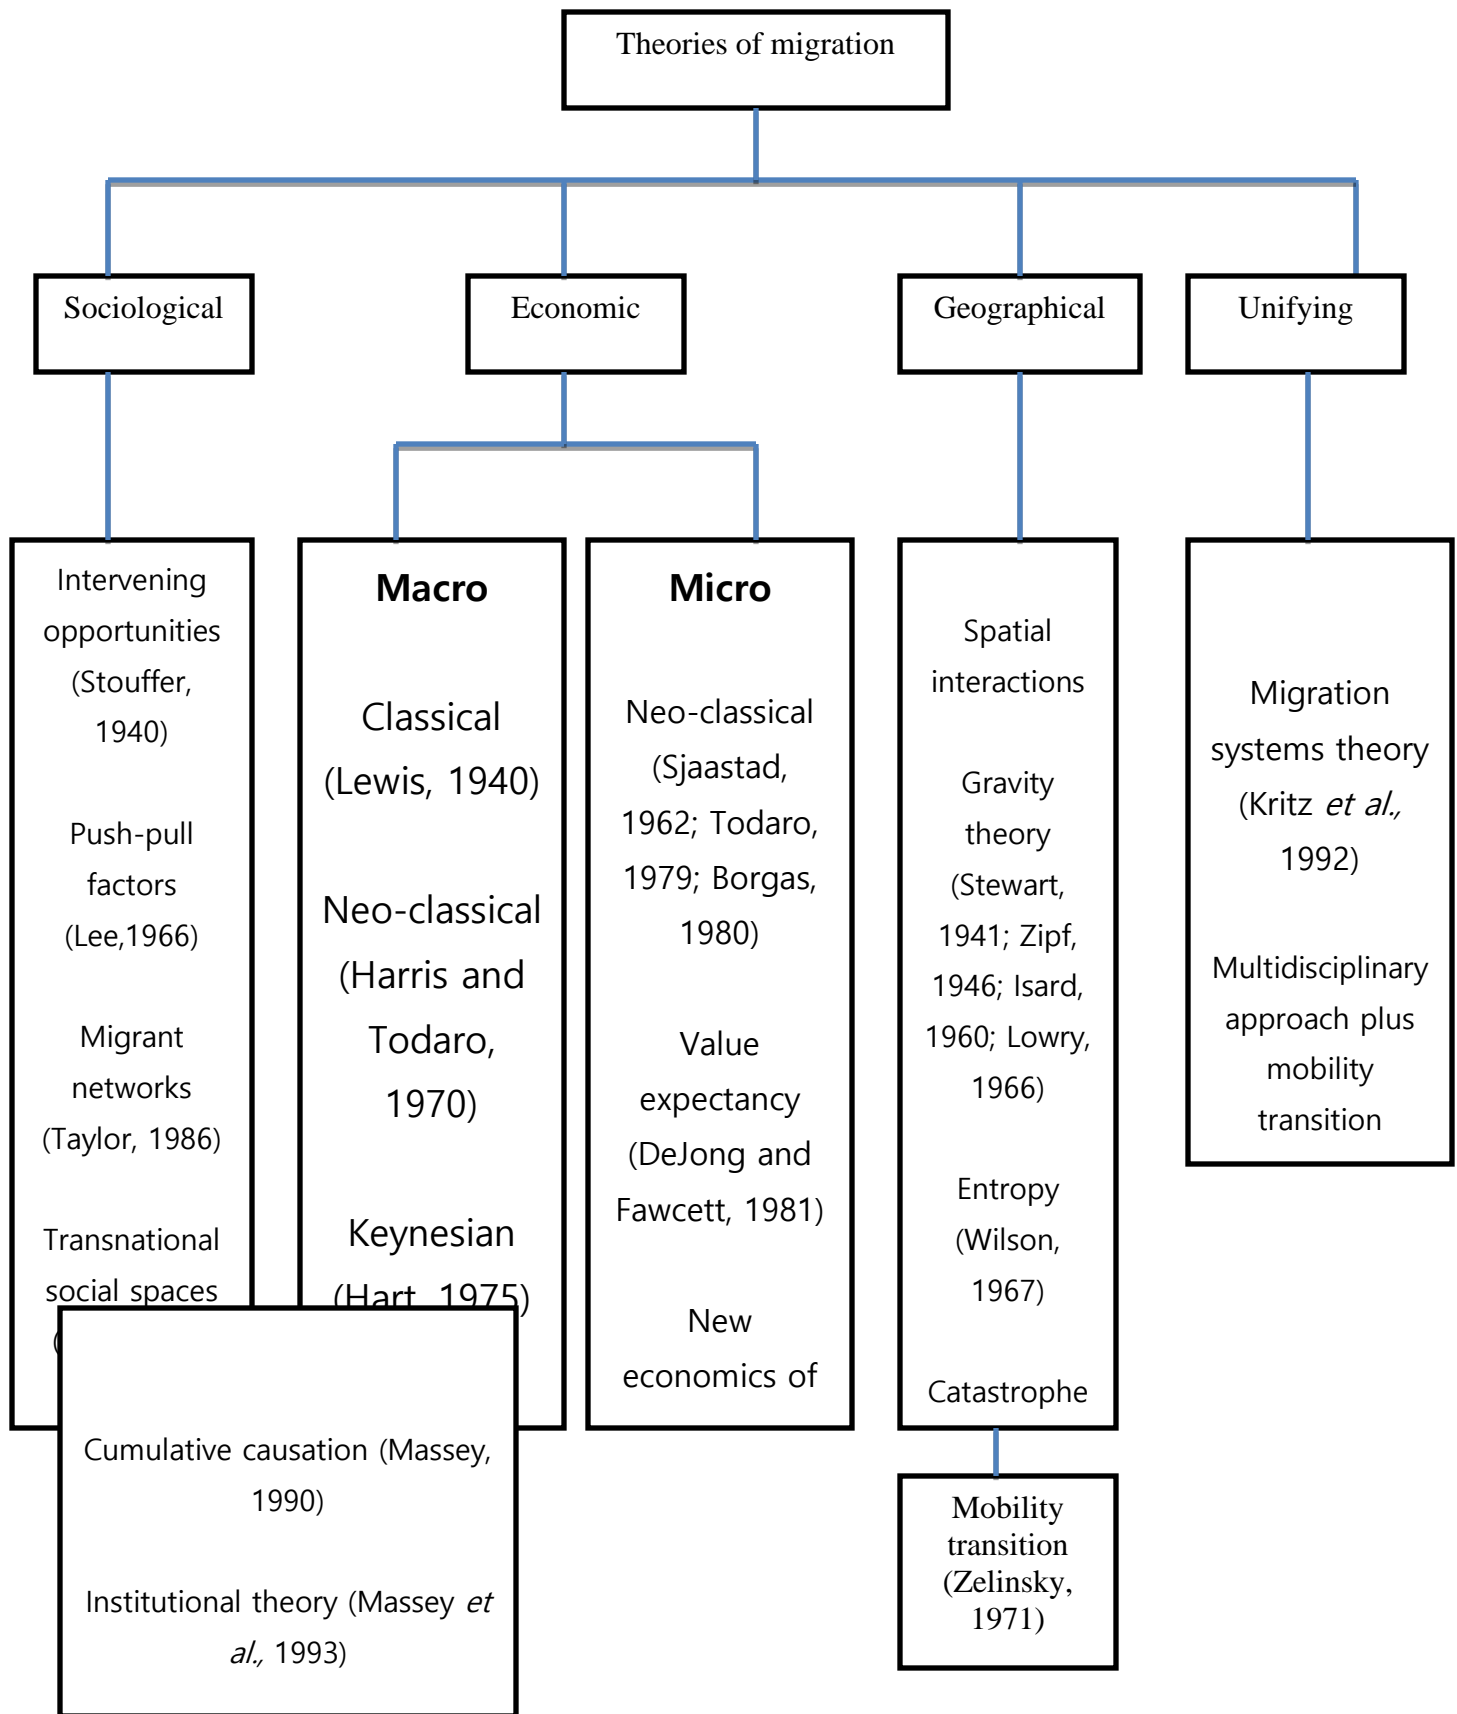 Theories of migration
Sociological
Economic
Geographical
Unifying
Intervening
opportunities
(Stouffer,
1940)
Push-pull
factors
(Lee,1966)
Migrant
networks
(Taylor, 1986)
Transnational
social spaces
(
Macro
Classical
(Lewis, 1940)
Neo-classical
(Harris and
Todaro,
1970)
Keynesian
(Hart, 1975)
Micro
Neo-classical
(Sjaastad,
1962; Todaro,
1979; Borgas,
1980)
Value
expectancy
(DeJong and
Fawcett, 1981)
New
economics of
Spatial
interactions
Gravity
theory
(Stewart,
1941; Zipf,
1946; Isard,
1960; Lowry,
1966)
Entropy
(Wilson,
1967)
Catastrophe
Migration
systems theory
(Kritz et al.,
1992)
Multidisciplinary
approach plus
mobility
transition
Cumulative causation (Massey,
1990)
Institutional theory (Massey et
al., 1993)
Mobility
transition
(Zelinsky,
1971)